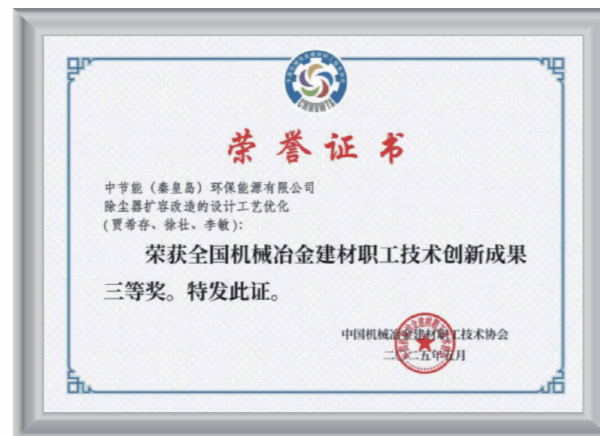 荣誉证书
中节能（秦皇岛）环保能源有限公司
除尘器扩容改造的设计工艺优化
(贾希存、徐壮、李敏)：
荣获全国机械冶金建材职工技术创新成果
三等奖。特发此证。
中国机械冶金建材职工技术协会
二〇二五年五月